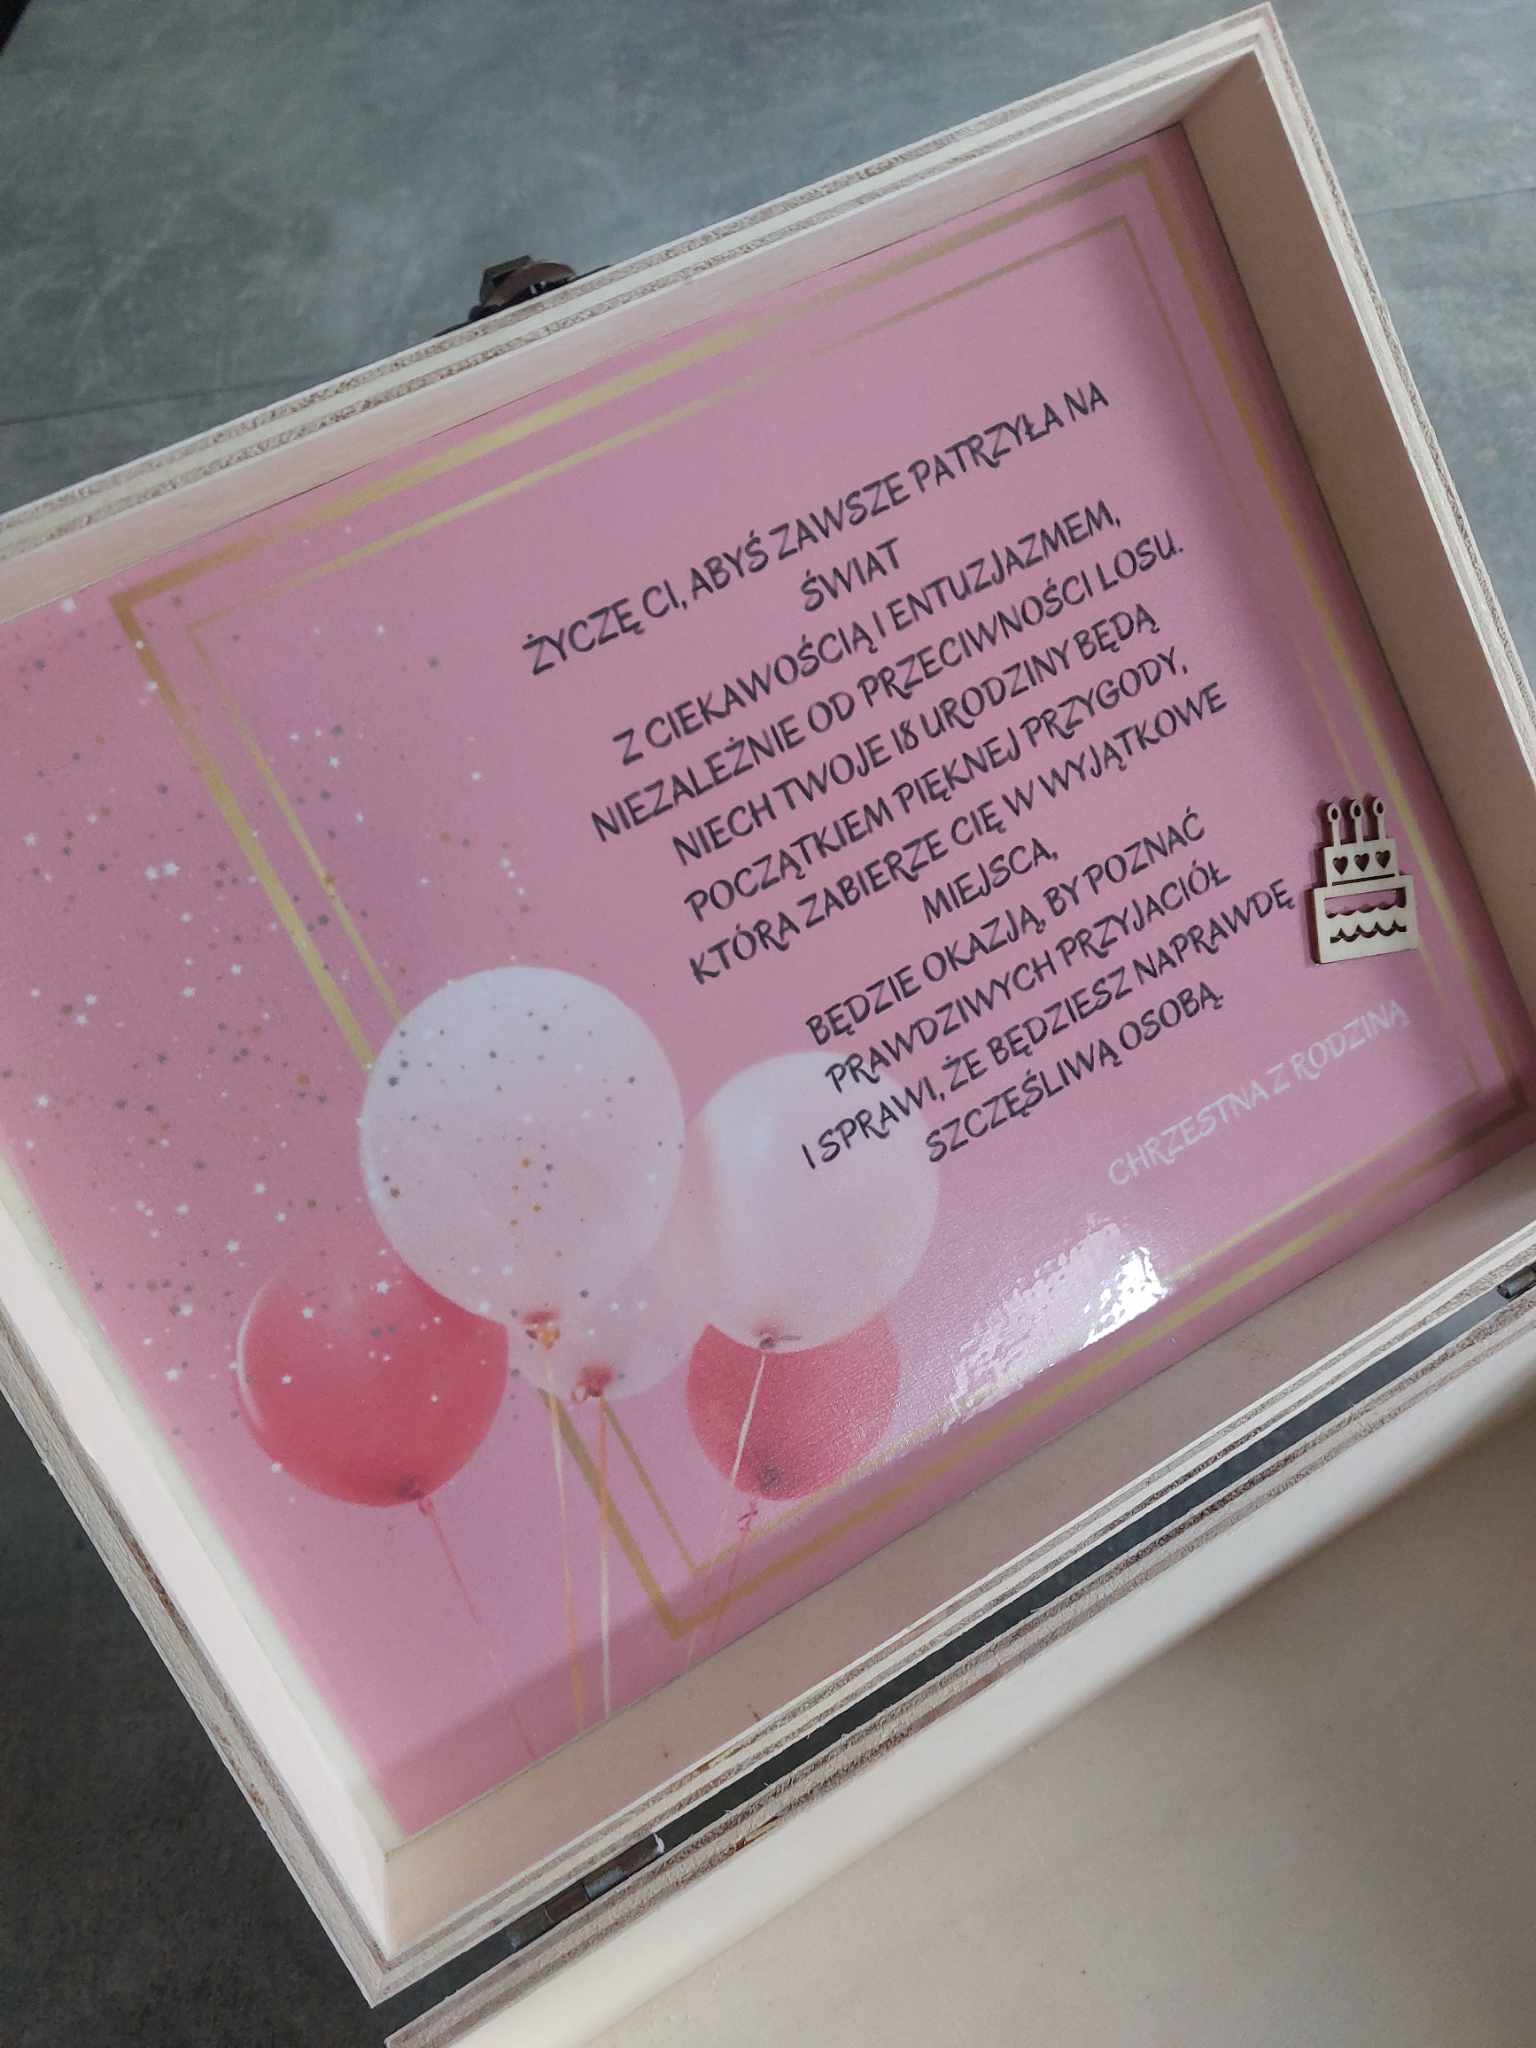 ŻYCZĘ CI, ABYŚ ZAWSZE PATRZYŁA NA
ŚWIAT
Z CIEKAWOŚCIĄ I ENTUZJAZMEM,
NIEZALEŻNIE OD PRZECIWNOŚCI LOSU.
NIECH TWOJE 18 URODZINY BĘDĄ
POCZĄTKIEM PIĘKNEJ PRZYGODY,
KTÓRA ZABIERZE CIĘ W WYJĄTKOWE
MIEJSCA,
BĘDZIE OKAZJĄ, BY POZNAĆ
PRAWDZIWYCH PRZYJACIÓŁ
I SPRAWI, ŻE BĘDZIESZ NAPRAWDĘ
SZCZĘŚLIWĄ OSOBĄ.
CHRZESTNA Z RODZINĄ